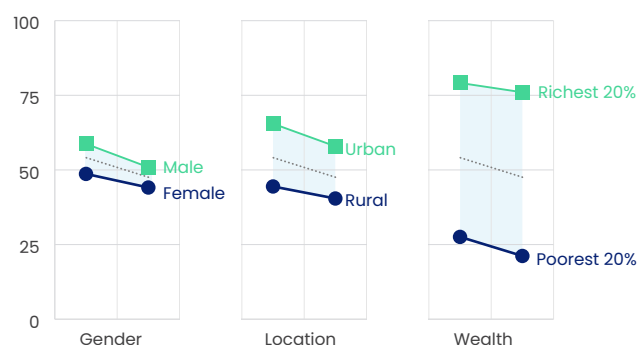 100
75
50
25
0
Male
Female
Urban
Rural
Richest 20%
Poorest 20%
Gender
Location
Wealth